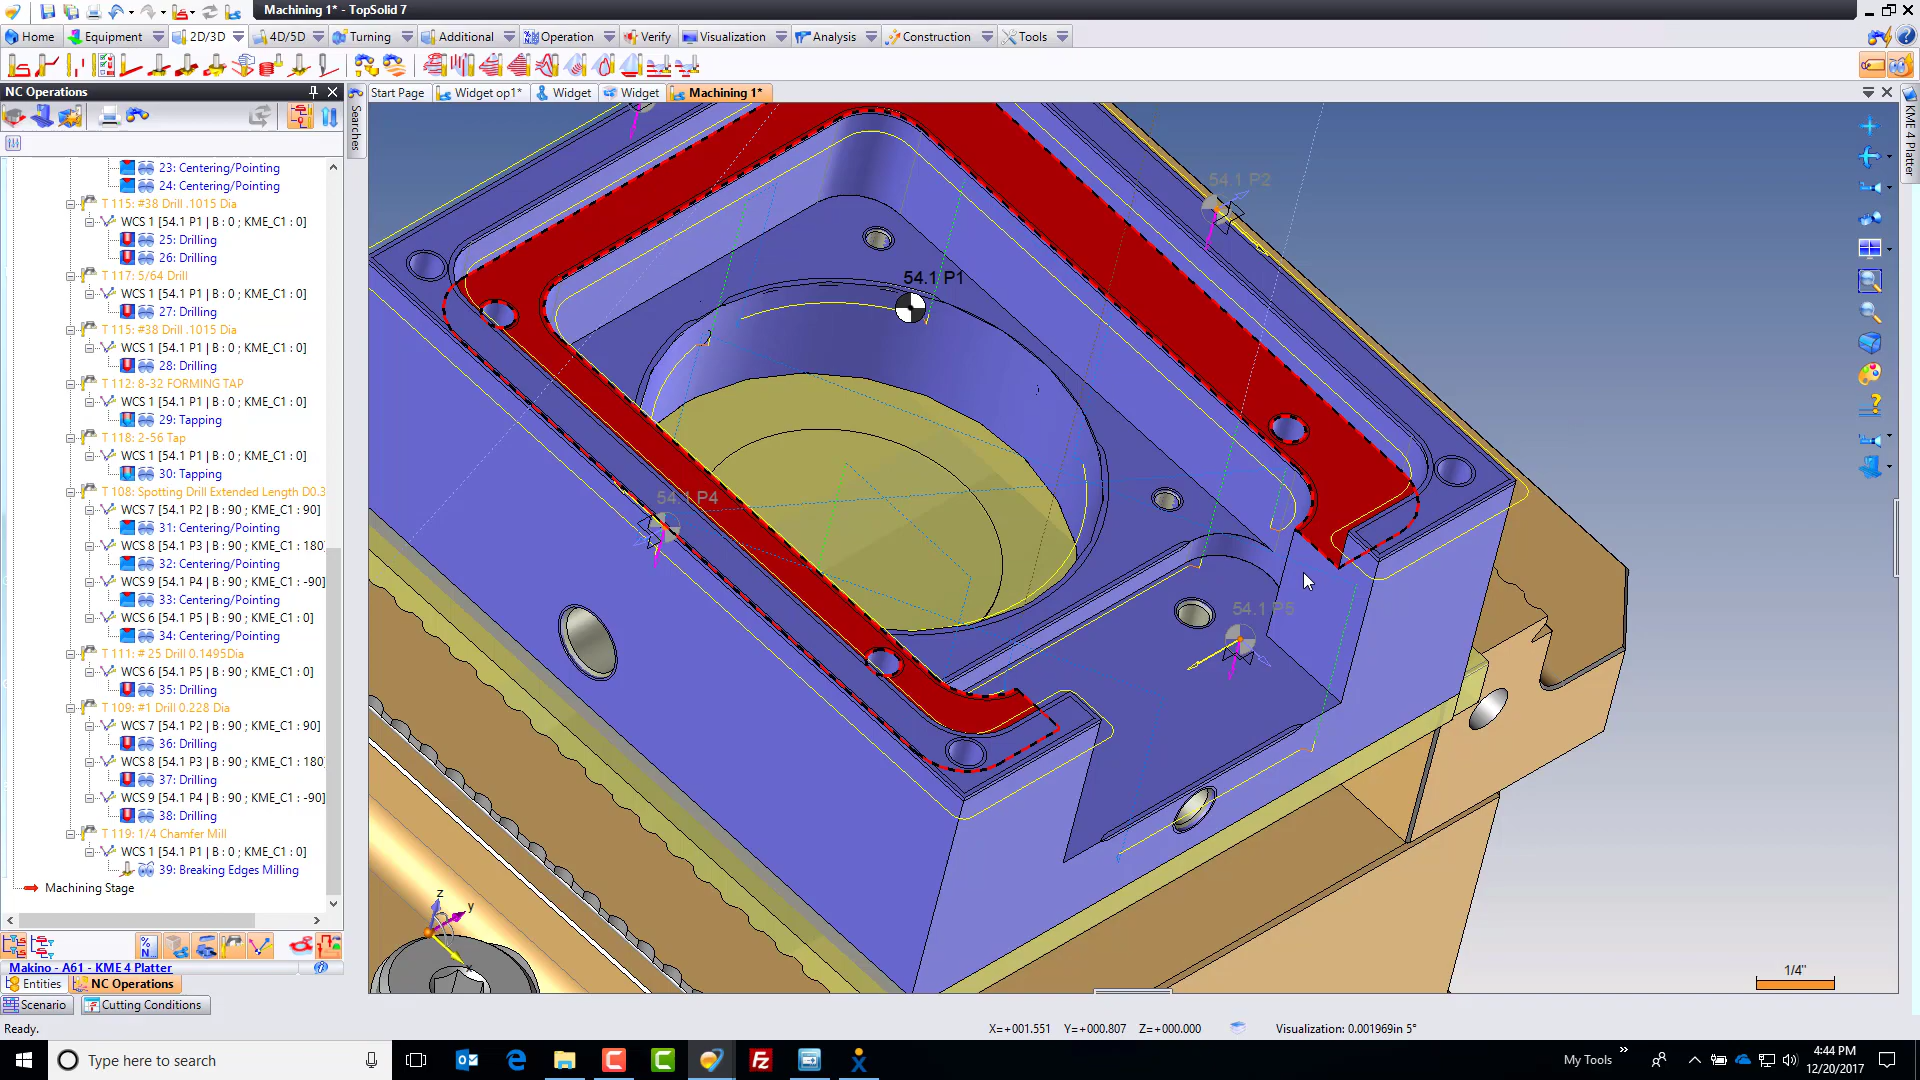 Machining 1* - TopSolid 7
Home Equipment 2D/3D 4D/5D Turning Additional Operation Verify Visualization Analysis Construction Tools
NC Operations
Start Page Widget op1* Widget Widget Machining 1*
Searches
KME 4 Platter
23: Centering/Pointing
24: Centering/Pointing
T 115: #38 Drill .1015 Dia
WCS 1 [54.1 P1 | B : 0 ; KME_C1 : 0]
25: Drilling
26: Drilling
T 117: 5/64 Drill
WCS 1 [54.1 P1 | B : 0 ; KME_C1 : 0]
27: Drilling
T 115: #38 Drill .1015 Dia
WCS 1 [54.1 P1 | B : 0 ; KME_C1 : 0]
28: Drilling
T 112: 8-32 FORMING TAP
WCS 1 [54.1 P1 | B : 0 ; KME_C1 : 0]
29: Tapping
T 118: 2-56 Tap
WCS 1 [54.1 P1 | B : 0 ; KME_C1 : 0]
30: Tapping
T 108: Spotting Drill Extended Length D0.3
WCS 7 [54.1 P2 | B : 90 ; KME_C1 : 90]
31: Centering/Pointing
WCS 8 [54.1 P3 | B : 90 ; KME_C1 : 180]
32: Centering/Pointing
WCS 9 [54.1 P4 | B : 90 ; KME_C1 : -90]
33: Centering/Pointing
WCS 6 [54.1 P5 | B : 90 ; KME_C1 : 0]
34: Centering/Pointing
T 111: # 25 Drill 0.1495Dia
WCS 6 [54.1 P5 | B : 90 ; KME_C1 : 0]
35: Drilling
T 109: #1 Drill 0.228 Dia
WCS 7 [54.1 P2 | B : 90 ; KME_C1 : 90]
36: Drilling
WCS 8 [54.1 P3 | B : 90 ; KME_C1 : 180]
37: Drilling
WCS 9 [54.1 P4 | B : 90 ; KME_C1 : -90]
38: Drilling
T 119: 1/4 Chamfer Mill
WCS 1 [54.1 P1 | B : 0 ; KME_C1 : 0]
39: Breaking Edges Milling
Machining Stage
54.1 P2
54.1 P1
54.1 P4
54.1 P5
z
y
x
1/4"
Makino - A61 - KME 4 Platter
Entities NC Operations
Scenario Cutting Conditions
Ready.
X=+001.551 Y=+000.807 Z=+000.000 Visualization: 0.001969in 5°
Type here to search
My Tools
4:44 PM
12/20/2017